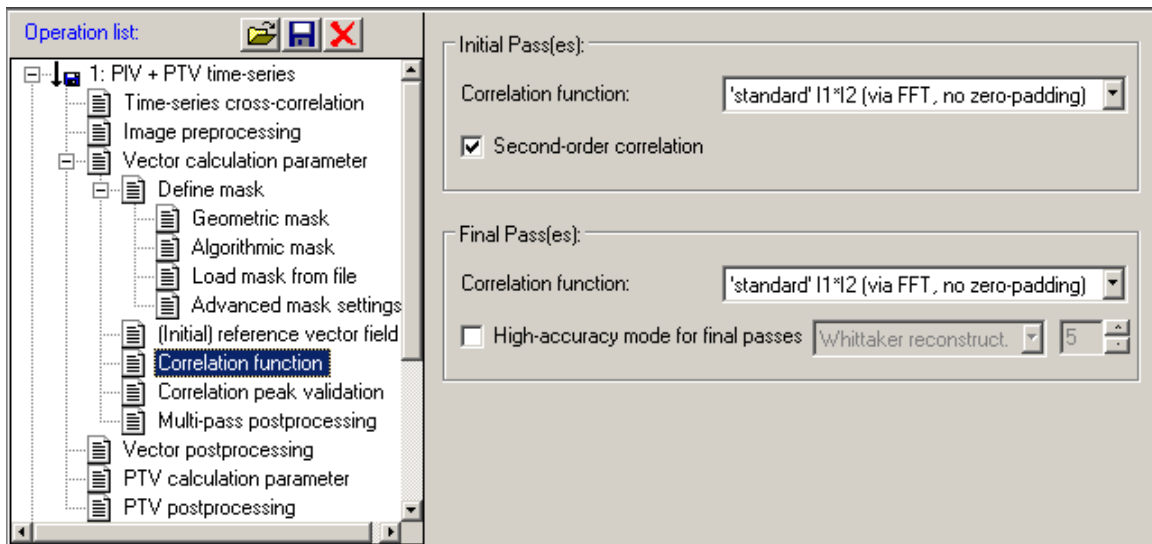 Operation list:
1: PIV + PTV time-series
Time-series cross-correlation
Image preprocessing
Vector calculation parameter
Define mask
Geometric mask
Algorithmic mask
Load mask from file
Advanced mask settings
(Initial) reference vector field
Correlation function
Correlation peak validation
Multi-pass postprocessing
Vector postprocessing
PTV calculation parameter
PTV postprocessing
Initial Pass(es):
Correlation function: 'standard' I1*I2 (via FFT, no zero-padding)
Second-order correlation
Final Pass(es):
Correlation function: 'standard' I1*I2 (via FFT, no zero-padding)
High-accuracy mode for final passes Whittaker reconstruct. 5